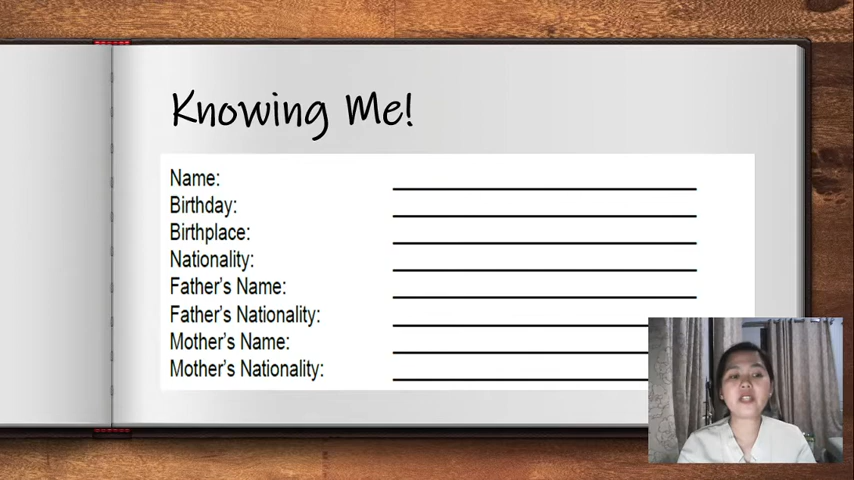 Knowing Me!
Name:
Birthday:
Birthplace:
Nationality:
Father's Name:
Father's Nationality:
Mother's Name:
Mother's Nationality: